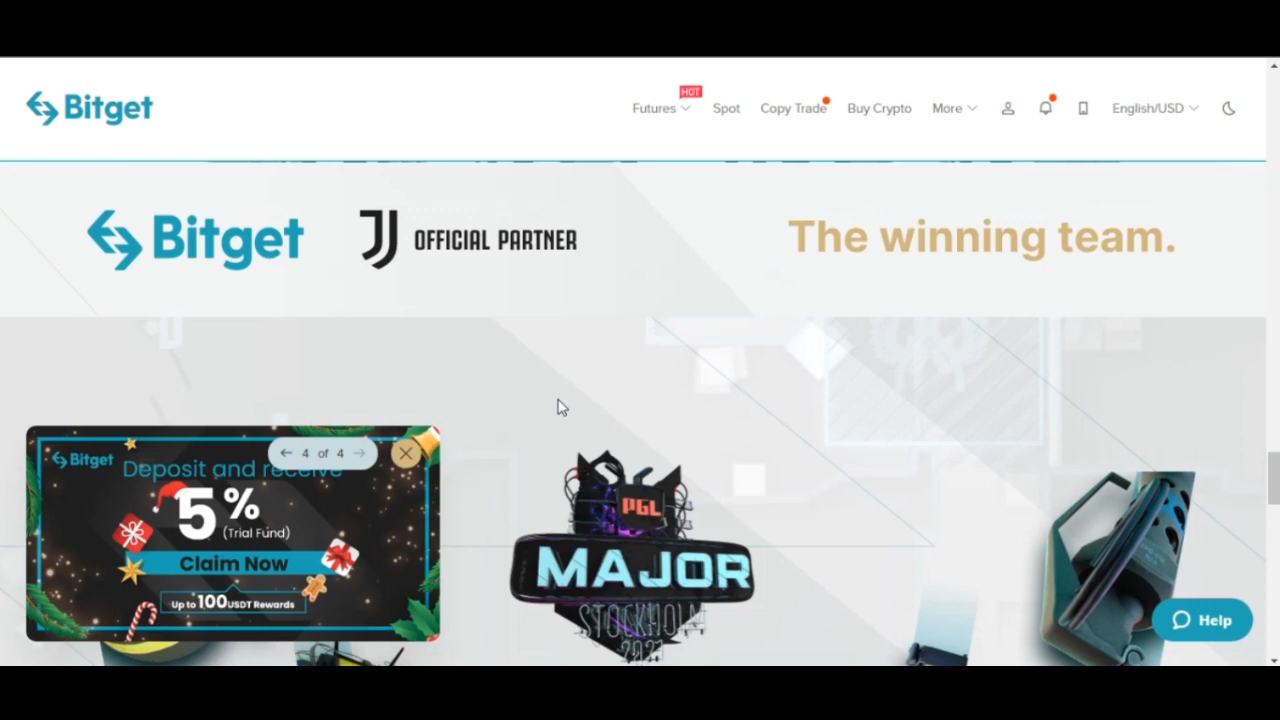 Bitget
HOT
Futures
Spot
Copy Trade
Buy Crypto
More
English/USD
Bitget
OFFICIAL PARTNER
The winning team.
Bitget
4 of 4
Deposit and receive
5%
(Trial Fund)
Claim Now
Up to 100USDT Rewards
PGL
MAJOR
STOCKHOLM
2021
Help